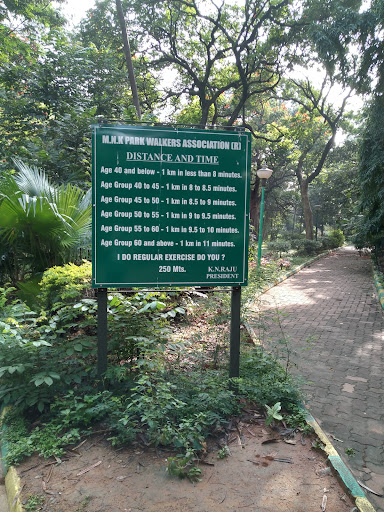 M.N.K PARK WALKERS ASSOCIATION (R)
DISTANCE AND TIME
Age 40 and below - 1 km in less than 8 minutes.
Age Group 40 to 45 - 1 km in 8 to 8.5 minutes.
Age Group 45 to 50 - 1 km in 8.5 to 9 minutes.
Age Group 50 to 55 - 1 km in 9 to 9.5 minutes.
Age Group 55 to 60 - 1 km in 9.5 to 10 minutes.
Age Group 60 and above - 1 km in 11 minutes.
I DO REGULAR EXERCISE DO YOU ?
250 Mts.
K.N.RAJU
PRESIDENT